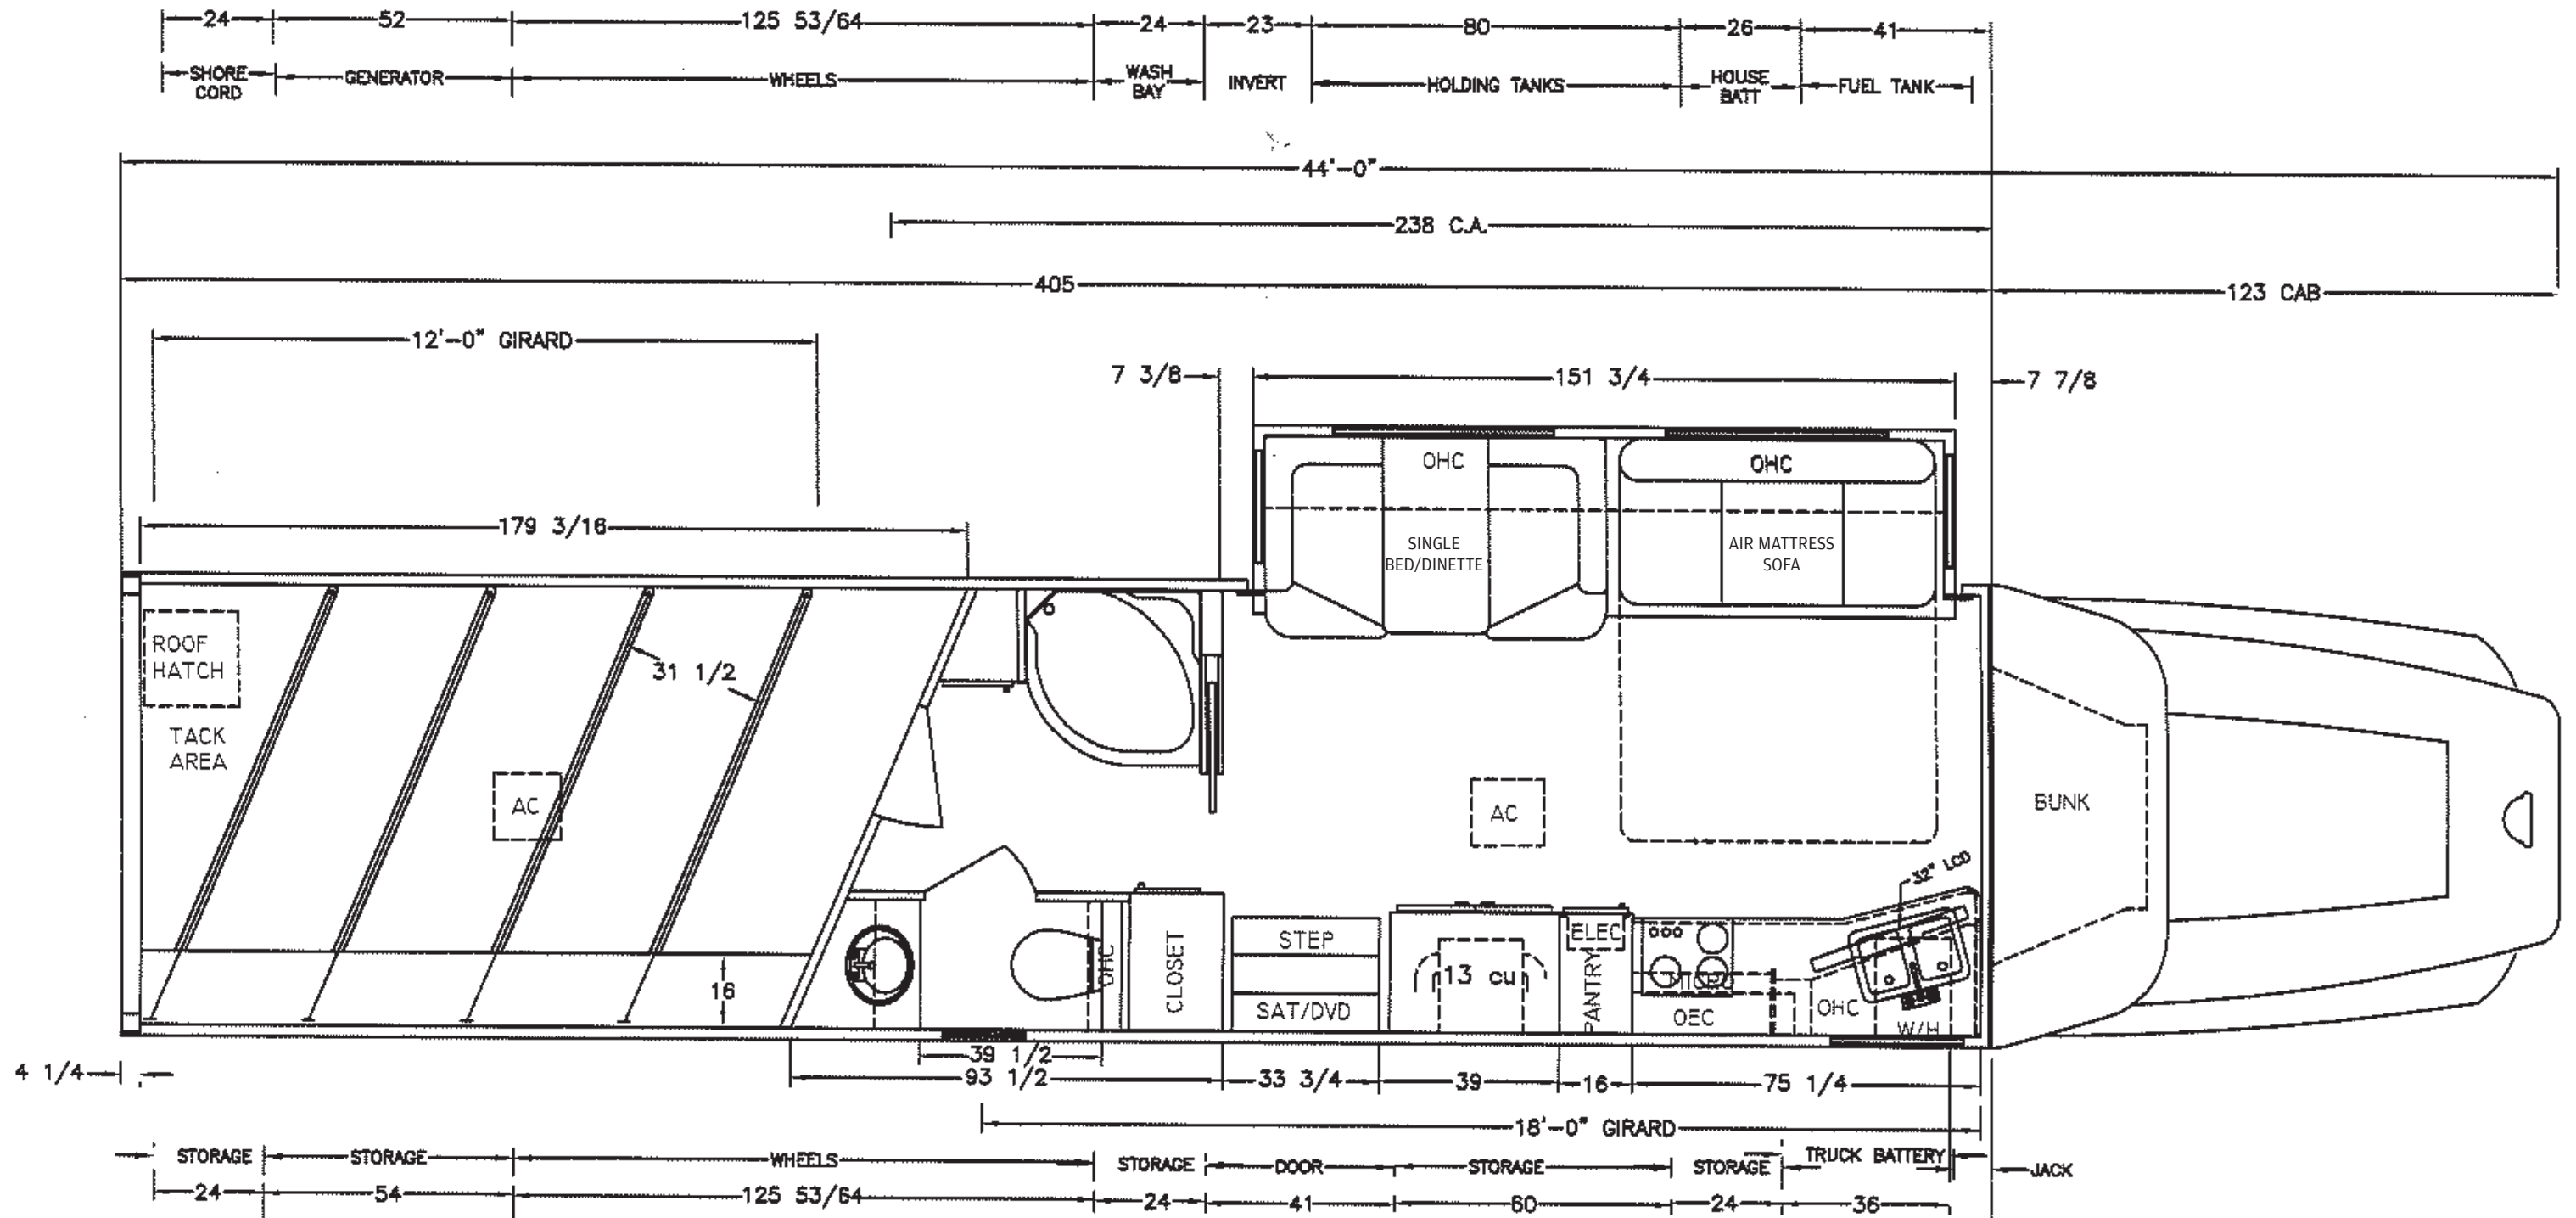 24 52 125 53/64 24 23 80 26 41
SHORE CORD GENERATOR WHEELS WASH BAY INVERT HOLDING TANKS HOUSE BATT FUEL TANK
44'-0"
238 C.A.
405 123 CAB
12'-0" GIRARD
7 3/8 151 3/4 7 7/8
OHC OHC
179 3/16
SINGLE BED/DINETTE
AIR MATTRESS SOFA
ROOF
HATCH
31 1/2
TACK
AREA
AC AC BUNK
32" LCD
OHC
CLOSET
STEP
SAT/DVD
13 cu
ELEC
PANTRY
MICRO
OEC
OHC
W/H
16
39 1/2
4 1/4 93 1/2 33 3/4 39 16 75 1/4
18'-0" GIRARD
STORAGE STORAGE WHEELS STORAGE DOOR STORAGE STORAGE TRUCK BATTERY JACK
24 54 125 53/64 24 41 60 24 36